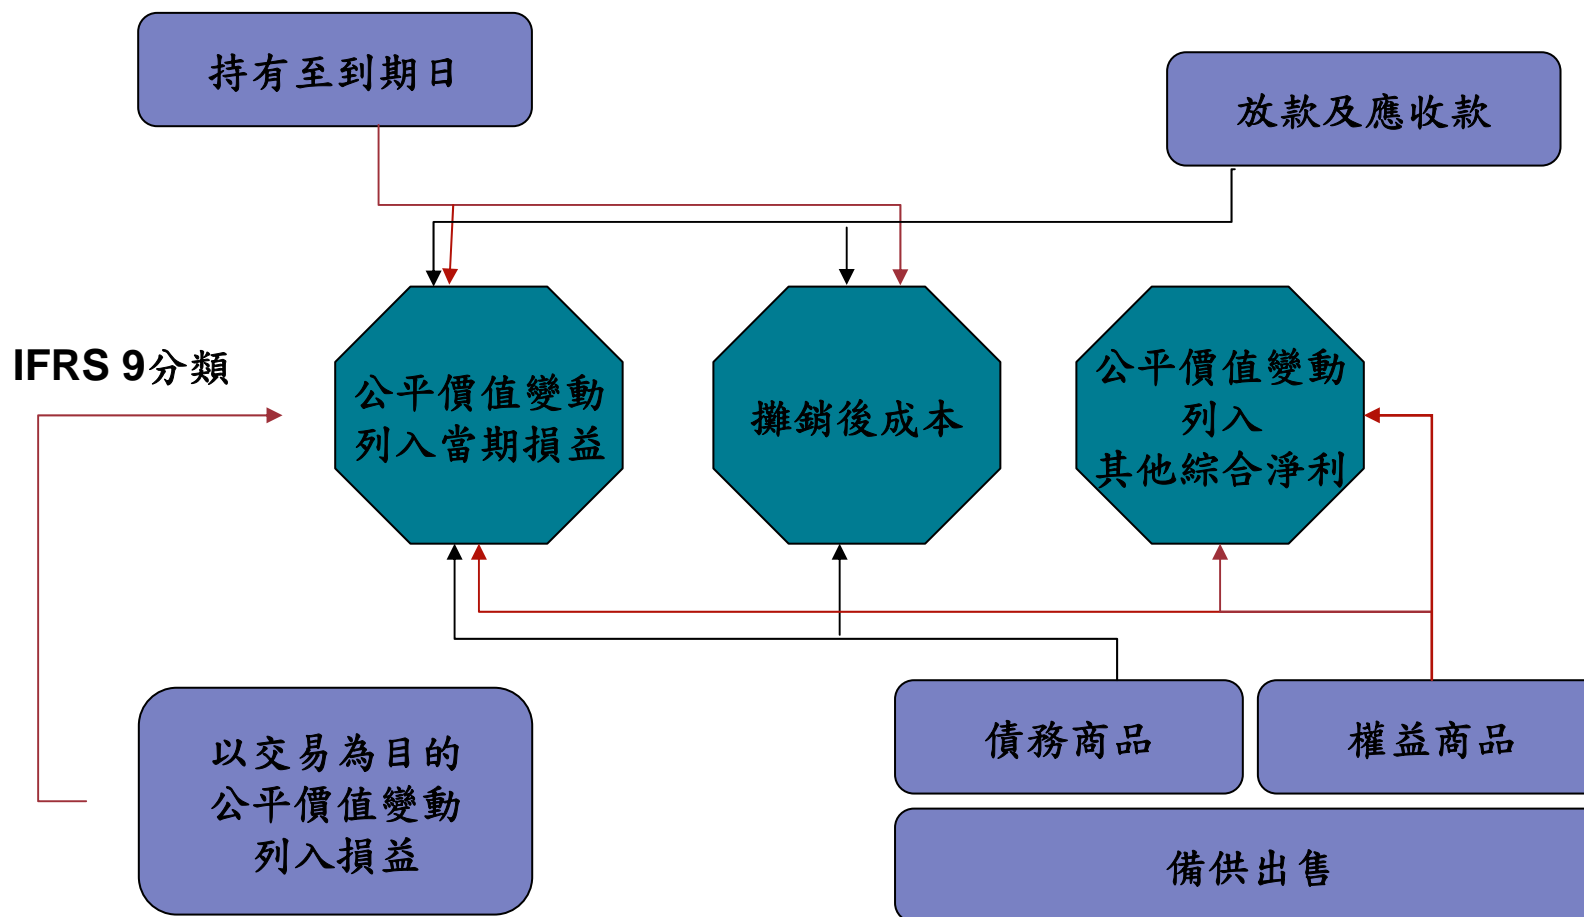 持有至到期日
放款及應收款
IFRS 9分類
公平價值變動
列入當期損益
攤銷後成本
公平價值變動
列入
其他綜合淨利
以交易為目的
公平價值變動
列入損益
債務商品
權益商品
備供出售